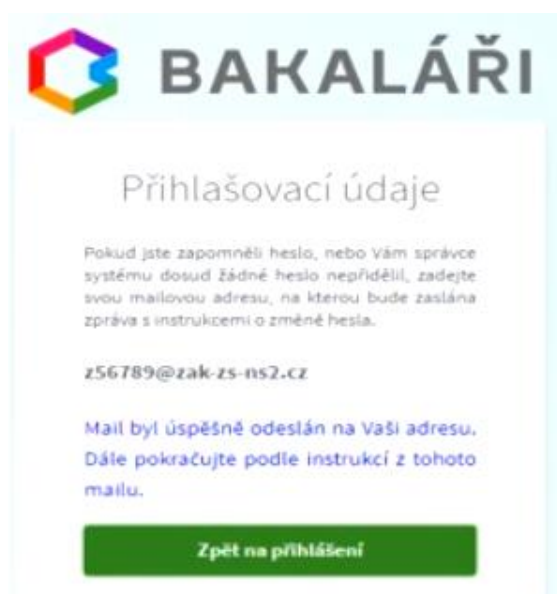 BAKALÁŘI
Přihlašovací údaje
Pokud jste zapomněli heslo, nebo Vám správce
systému dosud žádné heslo nepřidělil, zadejte
svou mailovou adresu, na kterou bude zaslána
zpráva s instrukcemi o změně hesla.
z56789@zak-zs-ns2.cz
Mail byl úspěšně odeslán na Vaši adresu.
Dále pokračujte podle instrukcí z tohoto
mailu.
Zpět na přihlášení